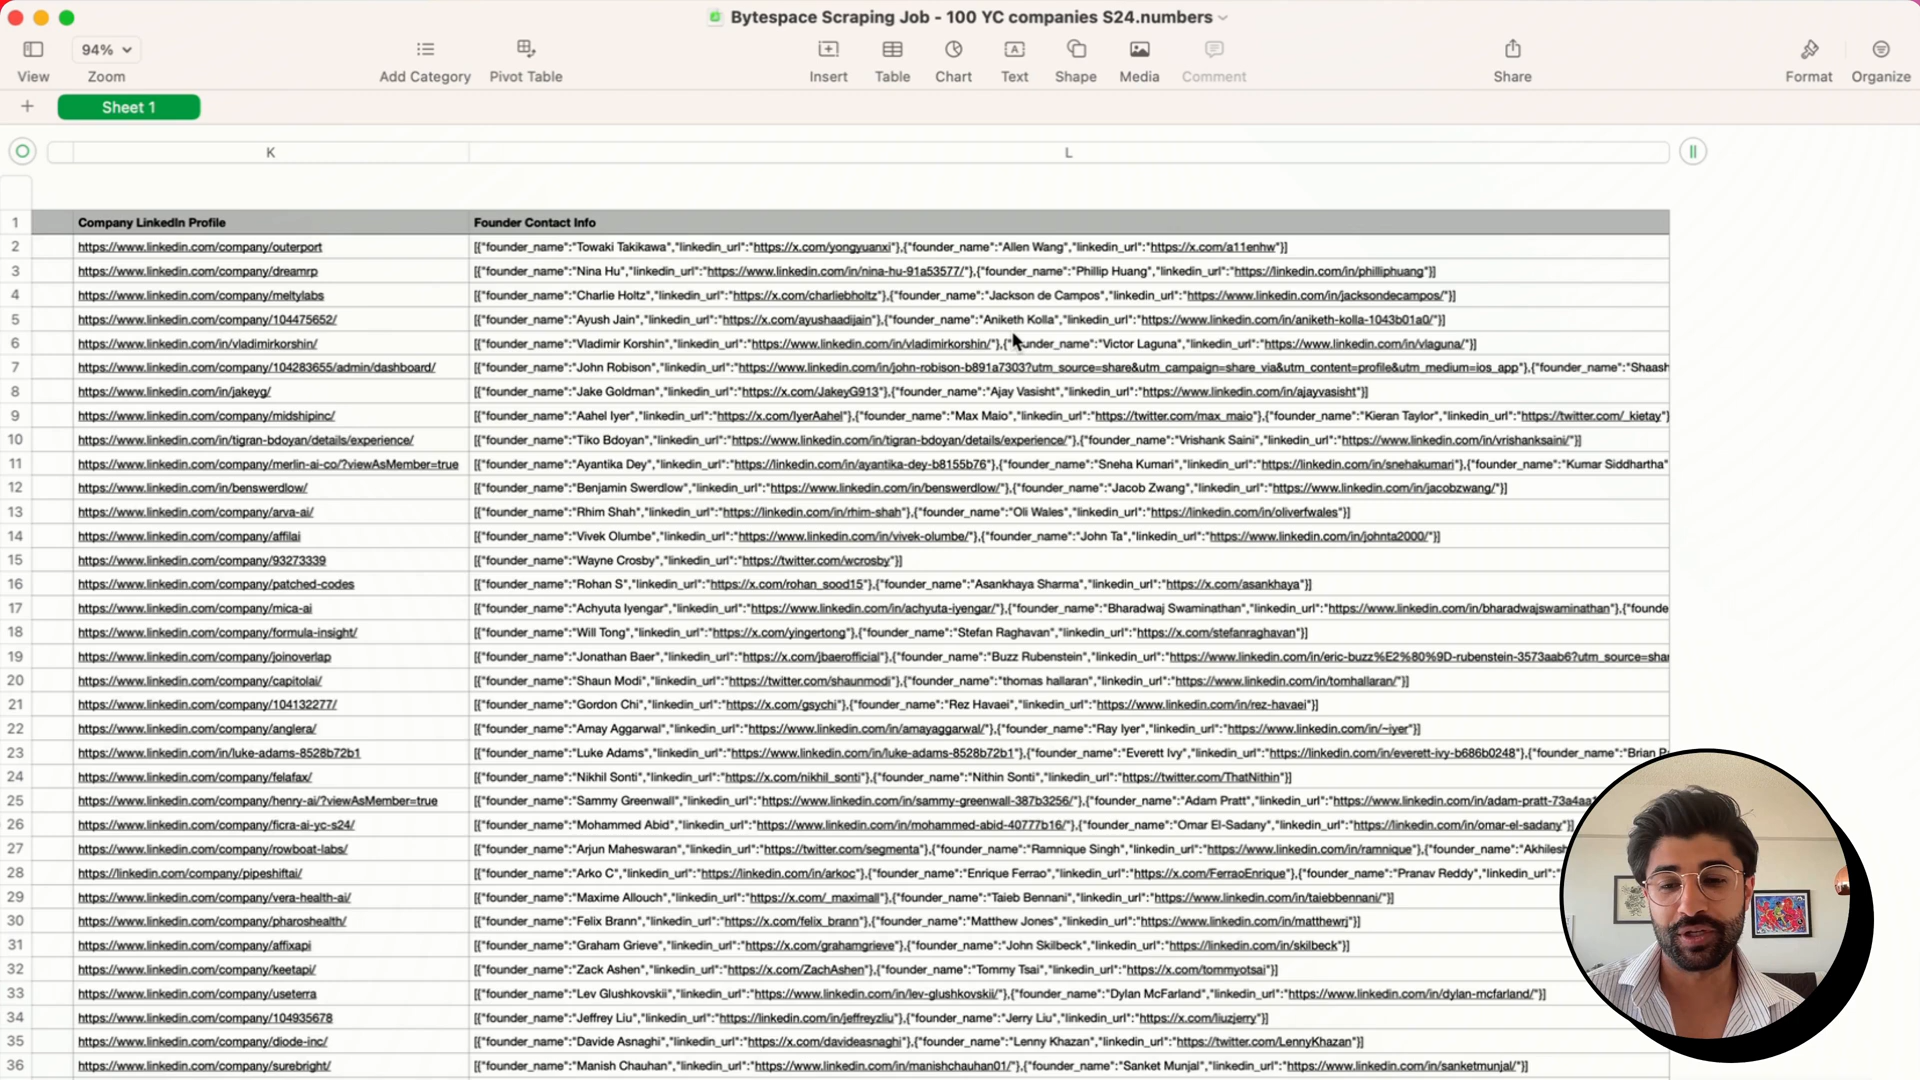 Bytespace Scraping Job - 100 YC companies S24.numbers
94%
View Zoom Add Category Pivot Table Insert Table Chart Text Shape Media Comment Share Format Organize
Sheet 1
K L
1 Company LinkedIn Profile Founder Contact Info
2 https://www.linkedin.com/company/outerport [{"founder_name":"Towaki Takikawa","linkedin_url":"https://x.com/yongyuanxi"},{"founder_name":"Allen Wang","linkedin_url":"https://x.com/a11enhw"}]
3 https://www.linkedin.com/company/dreamrp [{"founder_name":"Nina Hu","linkedin_url":"https://www.linkedin.com/in/nina-hu-91a53577/"},{"founder_name":"Phillip Huang","linkedin_url":"https://linkedin.com/in/philliphuang"}]
4 https://www.linkedin.com/company/meltylabs [{"founder_name":"Charlie Holtz","linkedin_url":"https://x.com/charliebholtz"},{"founder_name":"Jackson de Campos","linkedin_url":"https://www.linkedin.com/in/jacksondecampos/"}]
5 https://www.linkedin.com/company/104475652/ [{"founder_name":"Ayush Jain","linkedin_url":"https://x.com/ayushaadijain"},{"founder_name":"Aniketh Kolla","linkedin_url":"https://www.linkedin.com/in/aniketh-kolla-1043b01a0/"}]
6 https://www.linkedin.com/in/vladimirkorshin/ [{"founder_name":"Vladimir Korshin","linkedin_url":"https://www.linkedin.com/in/vladimirkorshin/"},{"founder_name":"Victor Laguna","linkedin_url":"https://www.linkedin.com/in/vlaguna/"}]
7 https://www.linkedin.com/company/104283655/admin/dashboard/ [{"founder_name":"John Robison","linkedin_url":"https://www.linkedin.com/in/john-robison-b891a7303?utm_source=share&utm_campaign=share_via&utm_content=profile&utm_medium=ios_app"},{"founder_name":"Shaash
8 https://www.linkedin.com/in/jakeyg/ [{"founder_name":"Jake Goldman","linkedin_url":"https://x.com/JakeyG913"},{"founder_name":"Ajay Vasisht","linkedin_url":"https://www.linkedin.com/in/ajayvasisht"}]
9 https://www.linkedin.com/company/midshipinc/ [{"founder_name":"Aahel Iyer","linkedin_url":"https://x.com/IyerAahel"},{"founder_name":"Max Maio","linkedin_url":"https://twitter.com/max_maio"},{"founder_name":"Kieran Taylor","linkedin_url":"https://twitter.com/_kietay"}
10 https://www.linkedin.com/in/tigran-bdoyan/details/experience/ [{"founder_name":"Tiko Bdoyan","linkedin_url":"https://www.linkedin.com/in/tigran-bdoyan/details/experience/"},{"founder_name":"Vrishank Saini","linkedin_url":"https://www.linkedin.com/in/vrishanksaini/"}]
11 https://www.linkedin.com/company/merlin-ai-co/?viewAsMember=true [{"founder_name":"Ayantika Dey","linkedin_url":"https://linkedin.com/in/ayantika-dey-b8155b76"},{"founder_name":"Sneha Kumari","linkedin_url":"https://linkedin.com/in/snehakumari"},{"founder_name":"Kumar Siddhartha"
12 https://www.linkedin.com/in/benswerdlow/ [{"founder_name":"Benjamin Swerdlow","linkedin_url":"https://www.linkedin.com/in/benswerdlow/"},{"founder_name":"Jacob Zwang","linkedin_url":"https://www.linkedin.com/in/jacobzwang/"}]
13 https://www.linkedin.com/company/arva-ai/ [{"founder_name":"Rhim Shah","linkedin_url":"https://linkedin.com/in/rhim-shah"},{"founder_name":"Oli Wales","linkedin_url":"https://linkedin.com/in/oliverfwales"}]
14 https://www.linkedin.com/company/affilai [{"founder_name":"Vivek Olumbe","linkedin_url":"https://www.linkedin.com/in/vivek-olumbe/"},{"founder_name":"John Ta","linkedin_url":"https://www.linkedin.com/in/johnta2000/"}]
15 https://www.linkedin.com/company/93273339 [{"founder_name":"Wayne Crosby","linkedin_url":"https://twitter.com/wcrosby"}]
16 https://www.linkedin.com/company/patched-codes [{"founder_name":"Rohan S","linkedin_url":"https://x.com/rohan_sood15"},{"founder_name":"Asankhaya Sharma","linkedin_url":"https://x.com/asankhaya"}]
17 https://www.linkedin.com/company/mica-ai [{"founder_name":"Achyuta Iyengar","linkedin_url":"https://www.linkedin.com/in/achyuta-iyengar/"},{"founder_name":"Bharadwaj Swaminathan","linkedin_url":"https://www.linkedin.com/in/bharadwajswaminathan"},{"founde
18 https://www.linkedin.com/company/formula-insight/ [{"founder_name":"Will Tong","linkedin_url":"https://x.com/yingertong"},{"founder_name":"Stefan Raghavan","linkedin_url":"https://x.com/stefanraghavan"}]
19 https://www.linkedin.com/company/joinoverlap [{"founder_name":"Jonathan Baer","linkedin_url":"https://x.com/jbaerofficial"},{"founder_name":"Buzz Rubenstein","linkedin_url":"https://www.linkedin.com/in/eric-buzz%E2%80%9D-rubenstein-3573aab6?utm_source=shar
20 https://www.linkedin.com/company/capitolai/ [{"founder_name":"Shaun Modi","linkedin_url":"https://twitter.com/shaunmodi"},{"founder_name":"thomas hallaran","linkedin_url":"https://www.linkedin.com/in/tomhallaran/"}]
21 https://www.linkedin.com/company/104132277/ [{"founder_name":"Gordon Chi","linkedin_url":"https://x.com/gsychi"},{"founder_name":"Rez Havaei","linkedin_url":"https://www.linkedin.com/in/rez-havaei"}]
22 https://www.linkedin.com/company/anglera/ [{"founder_name":"Amay Aggarwal","linkedin_url":"https://www.linkedin.com/in/amayaggarwal/"},{"founder_name":"Ray Iyer","linkedin_url":"https://www.linkedin.com/in/~iyer"}]
23 https://www.linkedin.com/in/luke-adams-8528b72b1 [{"founder_name":"Luke Adams","linkedin_url":"https://www.linkedin.com/in/luke-adams-8528b72b1"},{"founder_name":"Everett Ivy","linkedin_url":"https://linkedin.com/in/everett-ivy-b686b0248"},{"founder_name":"Brian P
24 https://www.linkedin.com/company/felafax/ [{"founder_name":"Nikhil Sonti","linkedin_url":"https://x.com/nikhil_sonti"},{"founder_name":"Nithin Sonti","linkedin_url":"https://twitter.com/ThatNithin"}]
25 https://www.linkedin.com/company/henry-ai/?viewAsMember=true [{"founder_name":"Sammy Greenwall","linkedin_url":"https://www.linkedin.com/in/sammy-greenwall-387b3256/"},{"founder_name":"Adam Pratt","linkedin_url":"https://www.linkedin.com/in/adam-pratt-73a4aa1
26 https://www.linkedin.com/company/ficra-ai-yc-s24/ [{"founder_name":"Mohammed Abid","linkedin_url":"https://www.linkedin.com/in/mohammed-abid-40777b16/"},{"founder_name":"Omar El-Sadany","linkedin_url":"https://linkedin.com/in/omar-el-sadany"}]
27 https://www.linkedin.com/company/rowboat-labs/ [{"founder_name":"Arjun Maheswaran","linkedin_url":"https://twitter.com/segmenta"},{"founder_name":"Ramnique Singh","linkedin_url":"https://www.linkedin.com/in/ramnique"},{"founder_name":"Akhilesh
28 https://linkedin.com/company/pipeshiftai/ [{"founder_name":"Arko C","linkedin_url":"https://linkedin.com/in/arkoc"},{"founder_name":"Enrique Ferrao","linkedin_url":"https://x.com/FerraoEnrique"},{"founder_name":"Pranav Reddy","linkedin_url":"
29 https://www.linkedin.com/company/vera-health-ai/ [{"founder_name":"Maxime Allouch","linkedin_url":"https://x.com/_maximall"},{"founder_name":"Taieb Bennani","linkedin_url":"https://www.linkedin.com/in/taiebbennani/"}]
30 https://www.linkedin.com/company/pharoshealth/ [{"founder_name":"Felix Brann","linkedin_url":"https://x.com/felix_brann"},{"founder_name":"Matthew Jones","linkedin_url":"https://www.linkedin.com/in/matthewrj"}]
31 https://www.linkedin.com/company/affixapi [{"founder_name":"Graham Grieve","linkedin_url":"https://x.com/grahamgrieve"},{"founder_name":"John Skilbeck","linkedin_url":"https://linkedin.com/in/skilbeck"}]
32 https://www.linkedin.com/company/keetapi/ [{"founder_name":"Zack Ashen","linkedin_url":"https://x.com/ZachAshen"},{"founder_name":"Tommy Tsai","linkedin_url":"https://x.com/tommyotsai"}]
33 https://www.linkedin.com/company/useterra [{"founder_name":"Lev Glushkovskii","linkedin_url":"https://www.linkedin.com/in/lev-glushkovskii/"},{"founder_name":"Dylan McFarland","linkedin_url":"https://www.linkedin.com/in/dylan-mcfarland/"}]
34 https://www.linkedin.com/company/104935678 [{"founder_name":"Jeffrey Liu","linkedin_url":"https://linkedin.com/in/jeffreyzliu"},{"founder_name":"Jerry Liu","linkedin_url":"https://x.com/liuzjerry"}]
35 https://www.linkedin.com/company/diode-inc/ [{"founder_name":"Davide Asnaghi","linkedin_url":"https://x.com/davideasnaghi"},{"founder_name":"Lenny Khazan","linkedin_url":"https://twitter.com/LennyKhazan"}]
36 https://www.linkedin.com/company/surebright/ [{"founder_name":"Manish Chauhan","linkedin_url":"https://www.linkedin.com/in/manishchauhan01/"},{"founder_name":"Sanket Munjal","linkedin_url":"https://www.linkedin.com/in/sanketmunjal/"}]